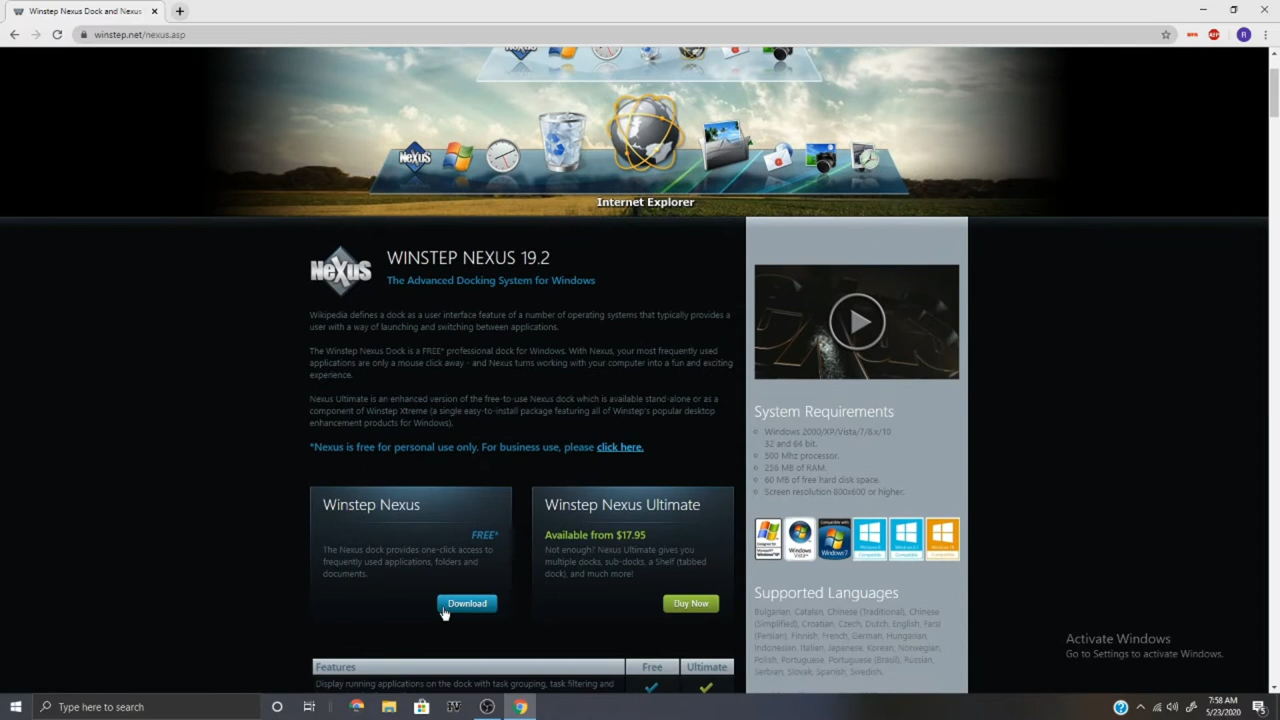 Winstep Nexus Dock and Nexus
winstep.net/nexus.asp
ABP
R
NeXuS
Internet Explorer
NeXuS
WINSTEP NEXUS 19.2
The Advanced Docking System for Windows
Wikipedia defines a dock as a user interface feature of a number of operating systems that typically provides a
user with a way of launching and switching between applications.
The Winstep Nexus Dock is a FREE* professional dock for Windows. With Nexus, your most frequently used
applications are only a mouse click away - and Nexus turns working with your computer into a fun and exciting
experience.
Nexus Ultimate is an enhanced version of the free-to-use Nexus dock which is available stand-alone or as a
component of Winstep Xtreme (a single easy-to-install package featuring all of Winstep's popular desktop
enhancement products for Windows).
*Nexus is free for personal use only. For business use, please click here.
Winstep Nexus
FREE*
The Nexus dock provides one-click access to
frequently used applications, folders and
documents.
Download
Winstep Nexus Ultimate
Available from $17.95
Not enough? Nexus Ultimate gives you
multiple docks, sub-docks, a Shelf (tabbed
dock), and much more!
Buy Now
Features Free Ultimate
Display running applications on the dock with task grouping, task filtering and
System Requirements
Windows 2000/XP/Vista/7/8.x/10
32 and 64 bit.
500 Mhz processor.
256 MB of RAM.
60 MB of free hard disk space.
Screen resolution 800x600 or higher.
Windows Vista
Compatible with
Windows 7
Supported Languages
Bulgarian, Catalan, Chinese (Traditional), Chinese
(Simplified), Croatian, Czech, Dutch, English, Farsi
(Persian), Finnish, French, German, Hungarian,
Indonesian, Italian, Japanese, Korean, Norwegian,
Polish, Portuguese, Portuguese (Brasil), Russian,
Serbian, Slovak, Spanish, Swedish.
Activate Windows
Go to Settings to activate Windows.
Type here to search
7:58 AM
5/23/2020
5